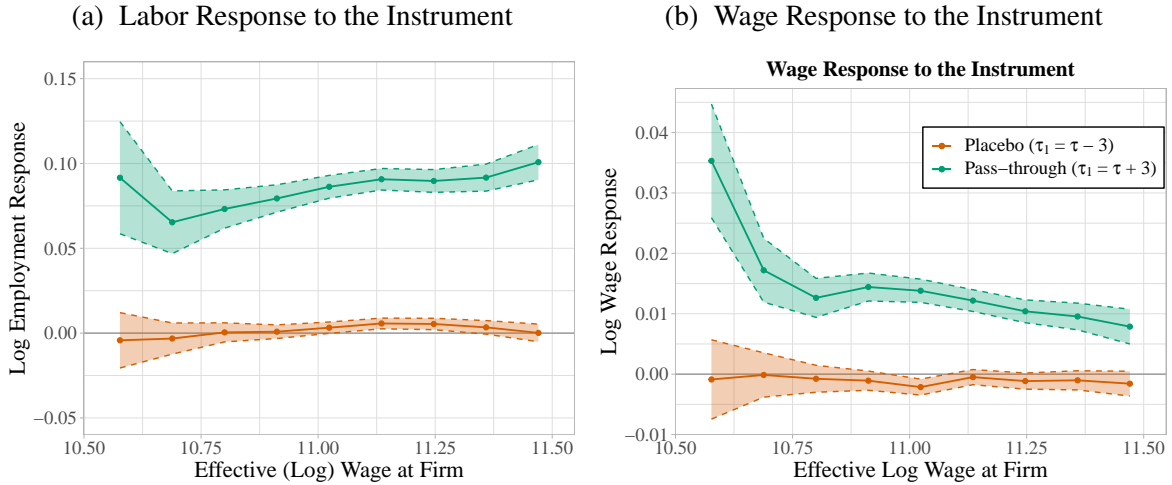 (a) Labor Response to the Instrument
Log Employment Response
0.15
0.10
0.05
0.00
−0.05
10.50 10.75 11.00 11.25 11.50
Effective (Log) Wage at Firm
(b) Wage Response to the Instrument
Wage Response to the Instrument
Log Wage Response
0.04
0.03
0.02
0.01
0.00
−0.01
Placebo (τ₁ = τ − 3)
Pass−through (τ₁ = τ + 3)
10.50 10.75 11.00 11.25 11.50
Effective Log Wage at Firm